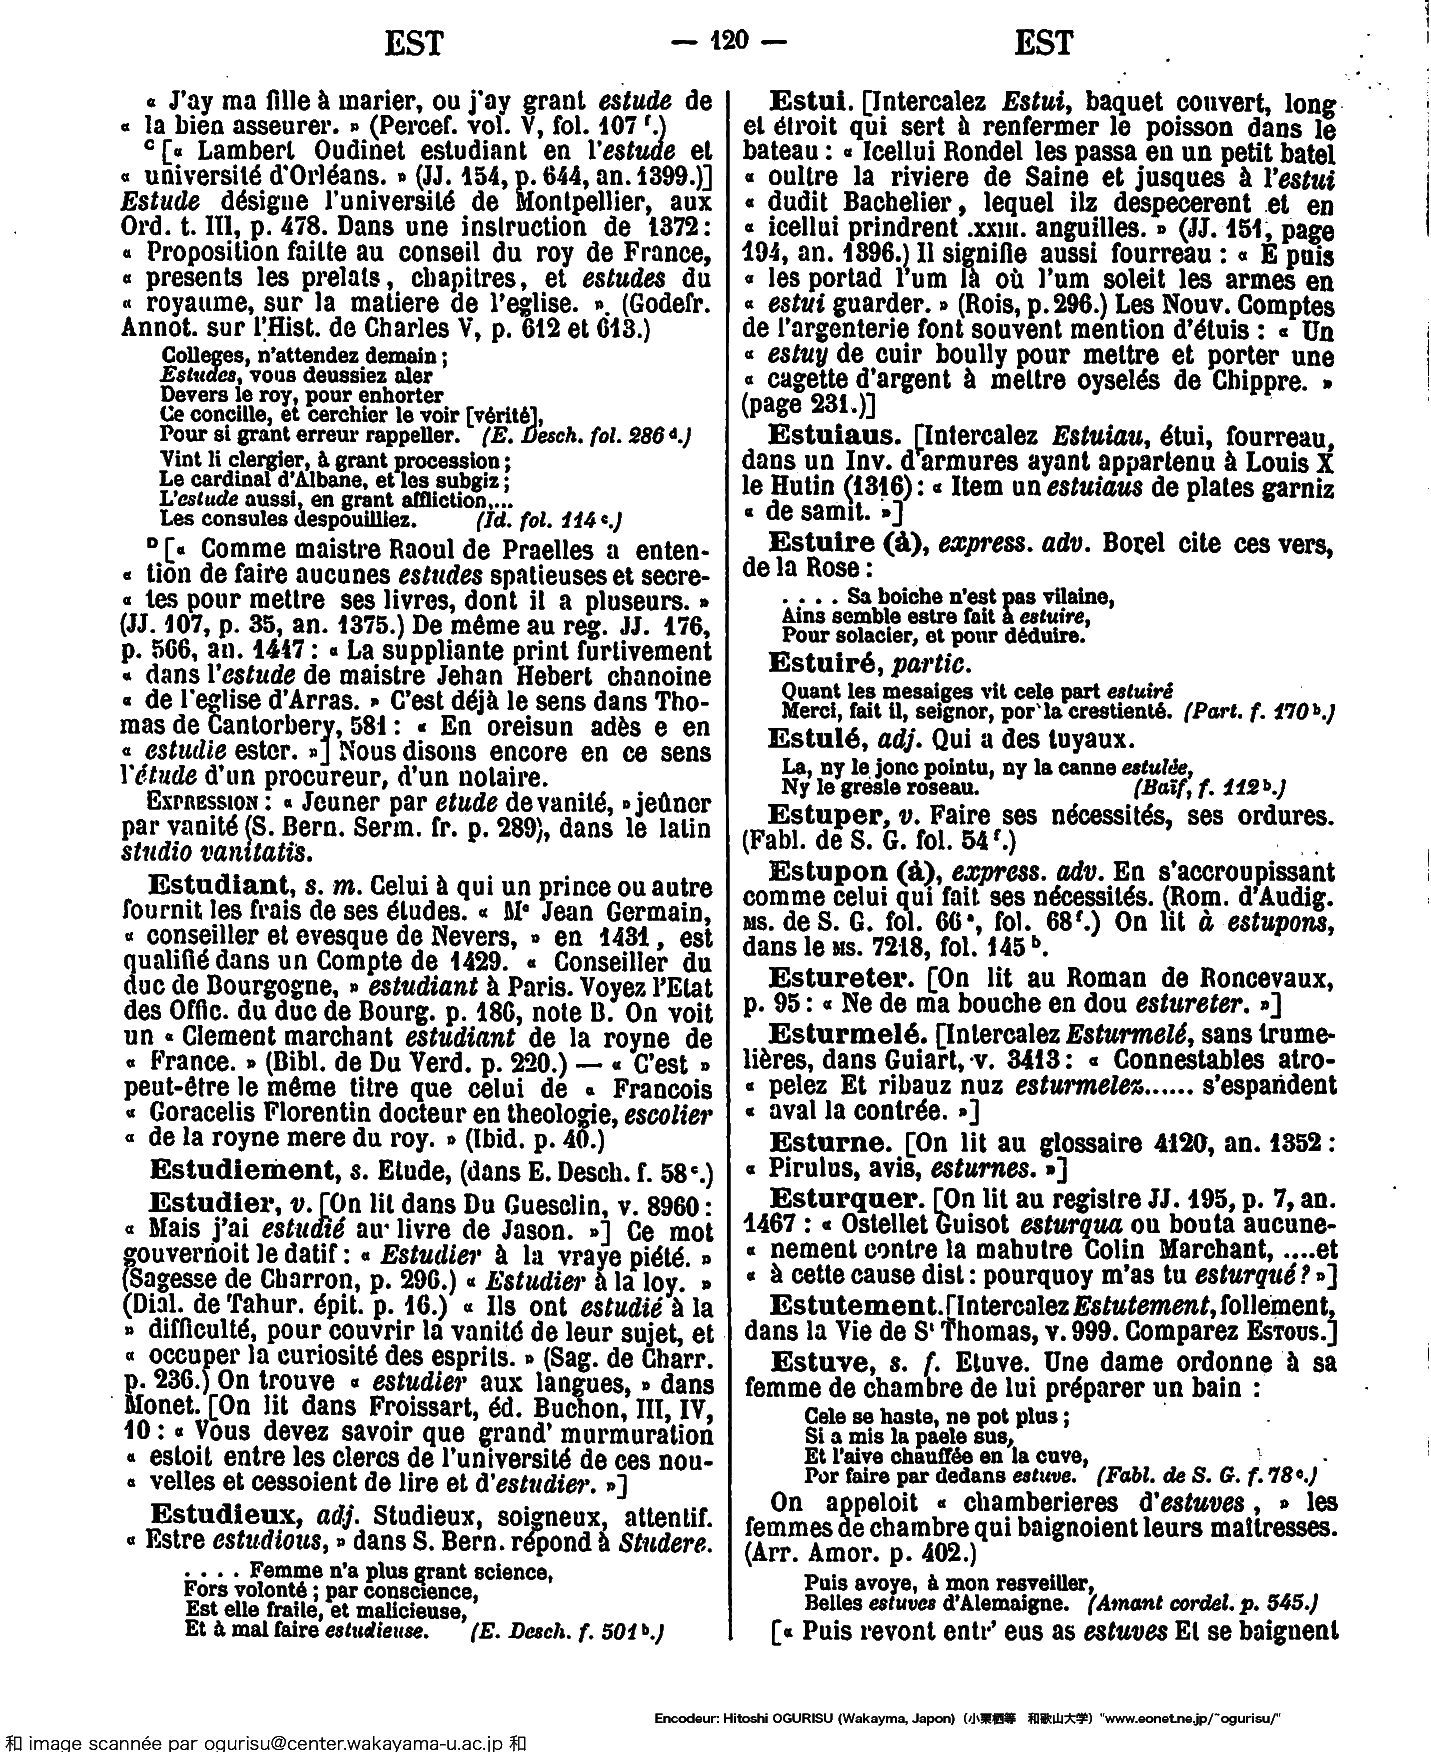 EST — 120 — EST
« J'ay ma fille à marier, ou j'ay grant estude de
« la bien asseurer. » (Percef. vol. V, fol. 107 f.)
C [« Lambert Oudinet estudiant en l'estude et
« université d'Orléans. » (JJ. 154, p. 644, an. 1399.)]
Estude désigne l'université de Montpellier, aux
Ord. t. III, p. 478. Dans une instruction de 1372 :
« Proposition faitte au conseil du roy de France,
« presents les prelats, chapitres, et estudes du
« royaume, sur la matiere de l'eglise. » (Godefr.
Annot. sur l'Hist. de Charles V, p. 612 et 613.)
Colleges, n'attendez demain ;
Estudes, vous deussiez aler
Devers le roy, pour enhorter
Ce concille, et cerchier le voir [vérité],
Pour si grant erreur rappeller. (E. Desch. fol. 286 d.)
Vint li clergier, à grant procession ;
Le cardinal d'Albane, et les subgiz ;
L'estude aussi, en grant affliction,...
Les consules despouilliez. (Id. fol. 114 c.)
D [« Comme maistre Raoul de Praelles a enten-
« tion de faire aucunes estudes spatieuses et secre-
« tes pour mettre ses livres, dont il a pluseurs. »
(JJ. 107, p. 35, an. 1375.) De même au reg. JJ. 176,
p. 566, an. 1447 : « La suppliante print furtivement
« dans l'estude de maistre Jehan Hebert chanoine
« de l'eglise d'Arras. » C'est déjà le sens dans Tho-
mas de Cantorbery, 581 : « En oreisun adès e en
« estudie ester. »] Nous disons encore en ce sens
l'étude d'un procureur, d'un notaire.
EXPRESSION : « Jeuner par etude de vanité, » jeûner
par vanité (S. Bern. Serm. fr. p. 289), dans le latin
studio vanitatis.
Estudiant, s. m. Celui à qui un prince ou autre
fournit les frais de ses études. « Me Jean Germain,
« conseiller et evesque de Nevers, » en 1431, est
qualifié dans un Compte de 1429. « Conseiller du
duc de Bourgogne, » estudiant à Paris. Voyez l'Etat
des Offic. du duc de Bourg. p. 186, note B. On voit
un « Clement marchant estudiant de la royne de
« France. » (Bibl. de Du Verd. p. 220.) — « C'est »
peut-être le même titre que celui de « Francois
« Goracelis Florentin docteur en theologie, escolier
« de la royne mere du roy. » (Ibid. p. 40.)
Estudiement, s. Etude, (dans E. Desch. f. 58 c.)
Estudier, v. [On lit dans Du Guesclin, v. 8960 :
« Mais j'ai estudié au livre de Jason. »] Ce mot
gouvernoit le datif : « Estudier à la vraye piété. »
(Sagesse de Charron, p. 296.) « Estudier à la loy. »
(Dial. de Tahur. épit. p. 16.) « Ils ont estudié à la
» difficulté, pour couvrir la vanité de leur sujet, et
« occuper la curiosité des esprits. » (Sag. de Charr.
p. 236.) On trouve « estudier aux langues, » dans
Monet. [On lit dans Froissart, éd. Buchon, III, IV,
10 : « Vous devez savoir que grand' murmuration
« estoit entre les clercs de l'université de ces nou-
« velles et cessoient de lire et d'estudier. »]
Estudieux, adj. Studieux, soigneux, attentif.
« Estre estudious, » dans S. Bern. répond à Studere.
.... Femme n'a plus grant science,
Fors volonté ; par conscience,
Est elle fraile, et malicieuse,
Et à mal faire estudieuse. (E. Desch. f. 501 b.)
Estui. [Intercalez Estui, baquet couvert, long
et étroit qui sert à renfermer le poisson dans le
bateau : « Icellui Rondel les passa en un petit batel
« oultre la riviere de Saine et jusques à l'estui
« dudit Bachelier, lequel ilz despecerent et en
« icellui prindrent .XXIII. anguilles. » (JJ. 151, page
194, an. 1396.) Il signifie aussi fourreau : « E puis
« les portad l'um là où l'um soleit les armes en
« estui guarder. » (Rois, p. 296.) Les Nouv. Comptes
de l'argenterie font souvent mention d'étuis : « Un
« estuy de cuir boully pour mettre et porter une
« cagette d'argent à mettre oyselés de Chippre. »
(page 231.)]
Estuiaus. [Intercalez Estuiau, étui, fourreau,
dans un Inv. d'armures ayant appartenu à Louis X
le Hutin (1316) : « Item un estuiaus de plates garniz
« de samit. »]
Estuire (à), express. adv. Borel cite ces vers,
de la Rose :
.... Sa boiche n'est pas vilaine,
Ains semble estre fait à estuire,
Pour solacier, et pour déduire.
Estuiré, partic.
Quant les mesaiges vit cele part estuiré
Merci, fait il, seignor, por la crestienté. (Part. f. 170 b.)
Estulé, adj. Qui a des tuyaux.
La, ny le jonc pointu, ny la canne estulée,
Ny le gresle roseau. (Baïf, f. 112 b.)
Estuper, v. Faire ses nécessités, ses ordures.
(Fabl. de S. G. fol. 54 f.)
Estupon (à), express. adv. En s'accroupissant
comme celui qui fait ses nécessités. (Rom. d'Audig.
MS. de S. G. fol. 66 a, fol. 68 f.) On lit à estupons,
dans le MS. 7218, fol. 145 b.
Estureter. [On lit au Roman de Roncevaux,
p. 95 : « Ne de ma bouche en dou estureter. »]
Esturmelé. [Intercalez Esturmelé, sans trume-
lières, dans Guiart, v. 3413 : « Connestables atro-
« pelez Et ribauz nuz esturmelez...... s'espandent
« aval la contrée. »]
Esturne. [On lit au glossaire 4120, an. 1352 :
« Pirulus, avis, esturnes. »]
Esturquer. [On lit au registre JJ. 195, p. 7, an.
1467 : « Ostellet Guisot esturqua ou bouta aucune-
« nement contre la mahutre Colin Marchant, ....et
« à cette cause dist : pourquoy m'as tu esturqué ? »]
Estutement. [Intercalez Estutement, follement,
dans la Vie de St Thomas, v. 999. Comparez ESTOUS.]
Estuve, s. f. Etuve. Une dame ordonne à sa
femme de chambre de lui préparer un bain :
Cele se haste, ne pot plus ;
Si a mis la paele sus,
Et l'aive chauffée en la cuve,
Por faire par dedans estuve. (Fabl. de S. G. f. 78 c.)
On appeloit « chamberieres d'estuves, » les
femmes de chambre qui baignoient leurs maitresses.
(Arr. Amor. p. 402.)
Puis avoye, à mon resveiller,
Belles estuves d'Alemaigne. (Amant cordel. p. 545.)
[« Puis revont entr' eus as estuves Et se baignent
Encodeur: Hitoshi OGURISU (Wakayma, Japon) (小栗栖等 和歌山大学) "www.eonet.ne.jp/~ogurisu/"
和 image scannée par ogurisu@center.wakayama-u.ac.jp 和